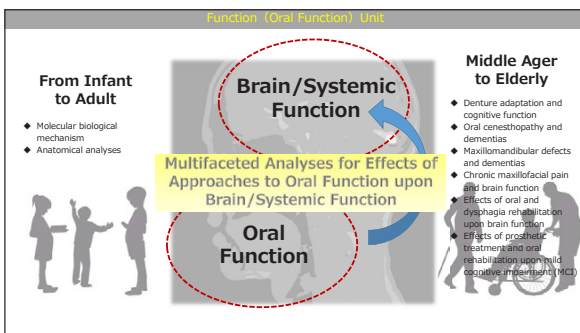 Function (Oral Function) Unit
From Infant
to Adult
◆ Molecular biological
mechanism
◆ Anatomical analyses
Brain/Systemic
Function
Multifaceted Analyses for Effects of
Approaches to Oral Function upon
Brain/Systemic Function
Oral
Function
Middle Ager
to Elderly
◆ Denture adaptation and
cognitive function
◆ Oral cenesthopathy and
dementias
◆ Maxillomandibular defects
and dementias
◆ Chronic maxillofacial pain
and brain function
◆ Effects of oral and
dysphagia rehabilitation
upon brain function
◆ Effects of prosthetic
treatment and oral
rehabilitation upon mild
cognitive impairment (MCI)